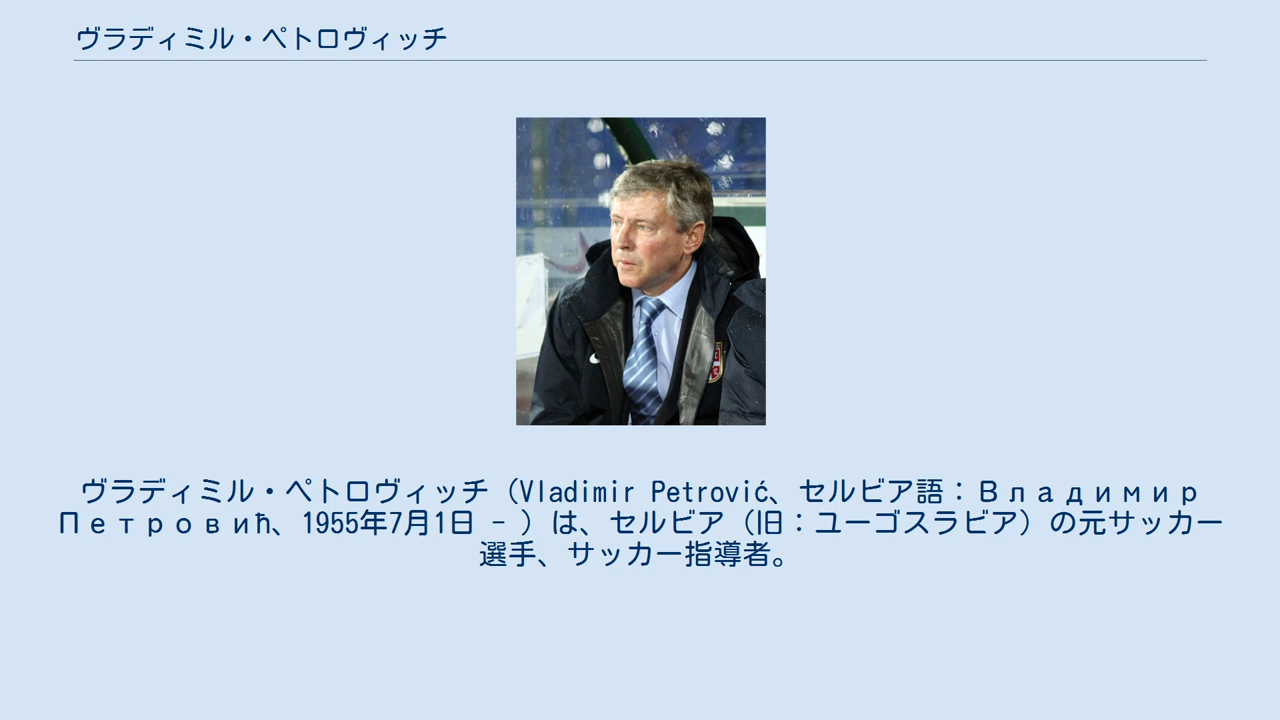 ヴラディミル・ペトロヴィッチ
ヴラディミル・ペトロヴィッチ（Vladimir Petrović、セルビア語：Владимир
Петровић、1955年7月1日 - ）は、セルビア（旧：ユーゴスラビア）の元サッカー
選手、サッカー指導者。